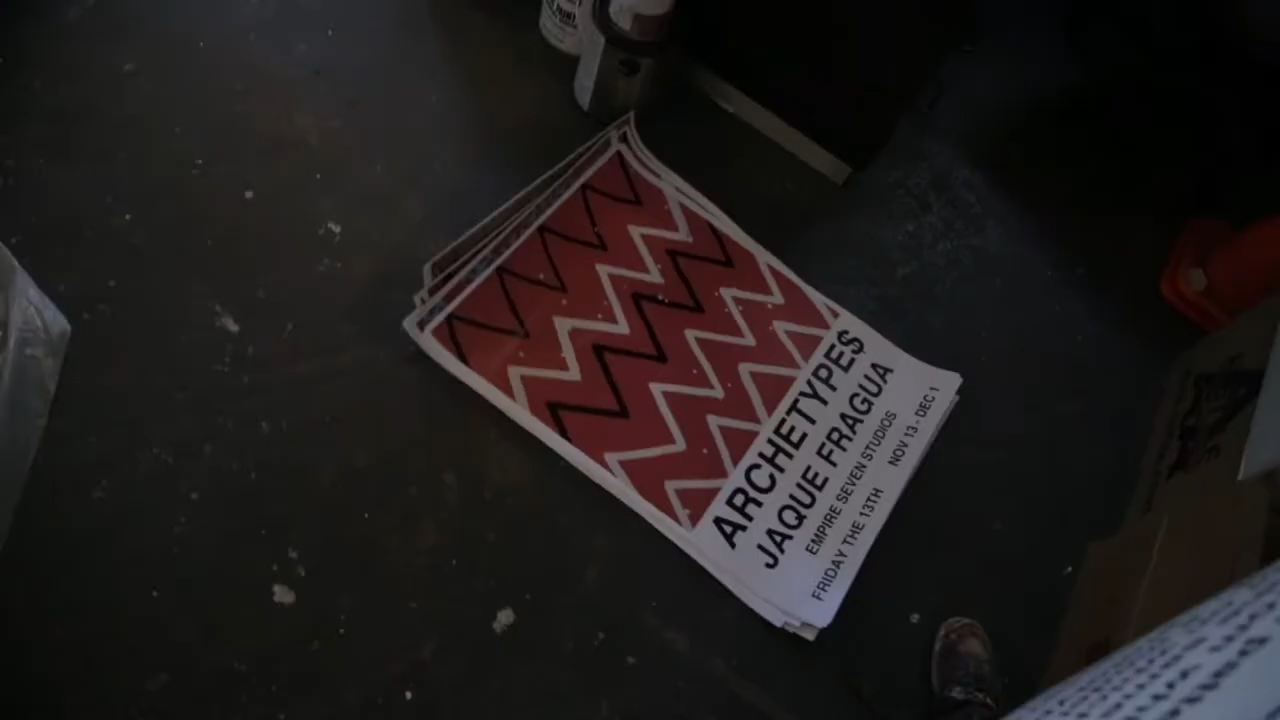 ARCHETYPE$
JAQUE FRAGUA
EMPIRE SEVEN STUDIOS
FRIDAY THE 13TH NOV 13 - DEC 1